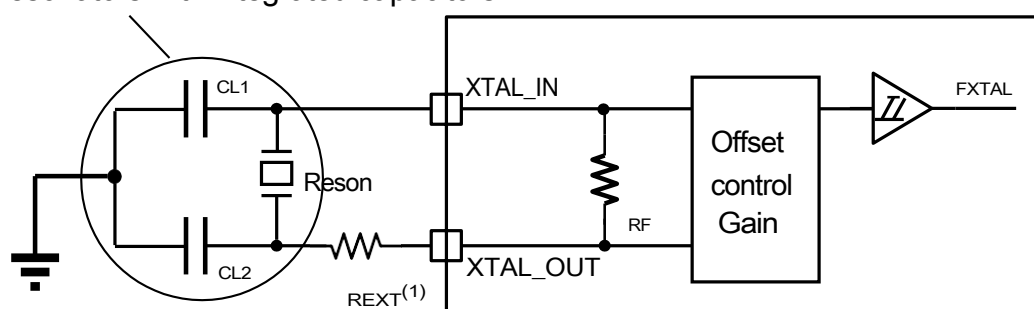 CL1
XTAL_IN
FXTAL
Reson
Offset
control
Gain
RF
CL2
XTAL_OUT
REXT(1)